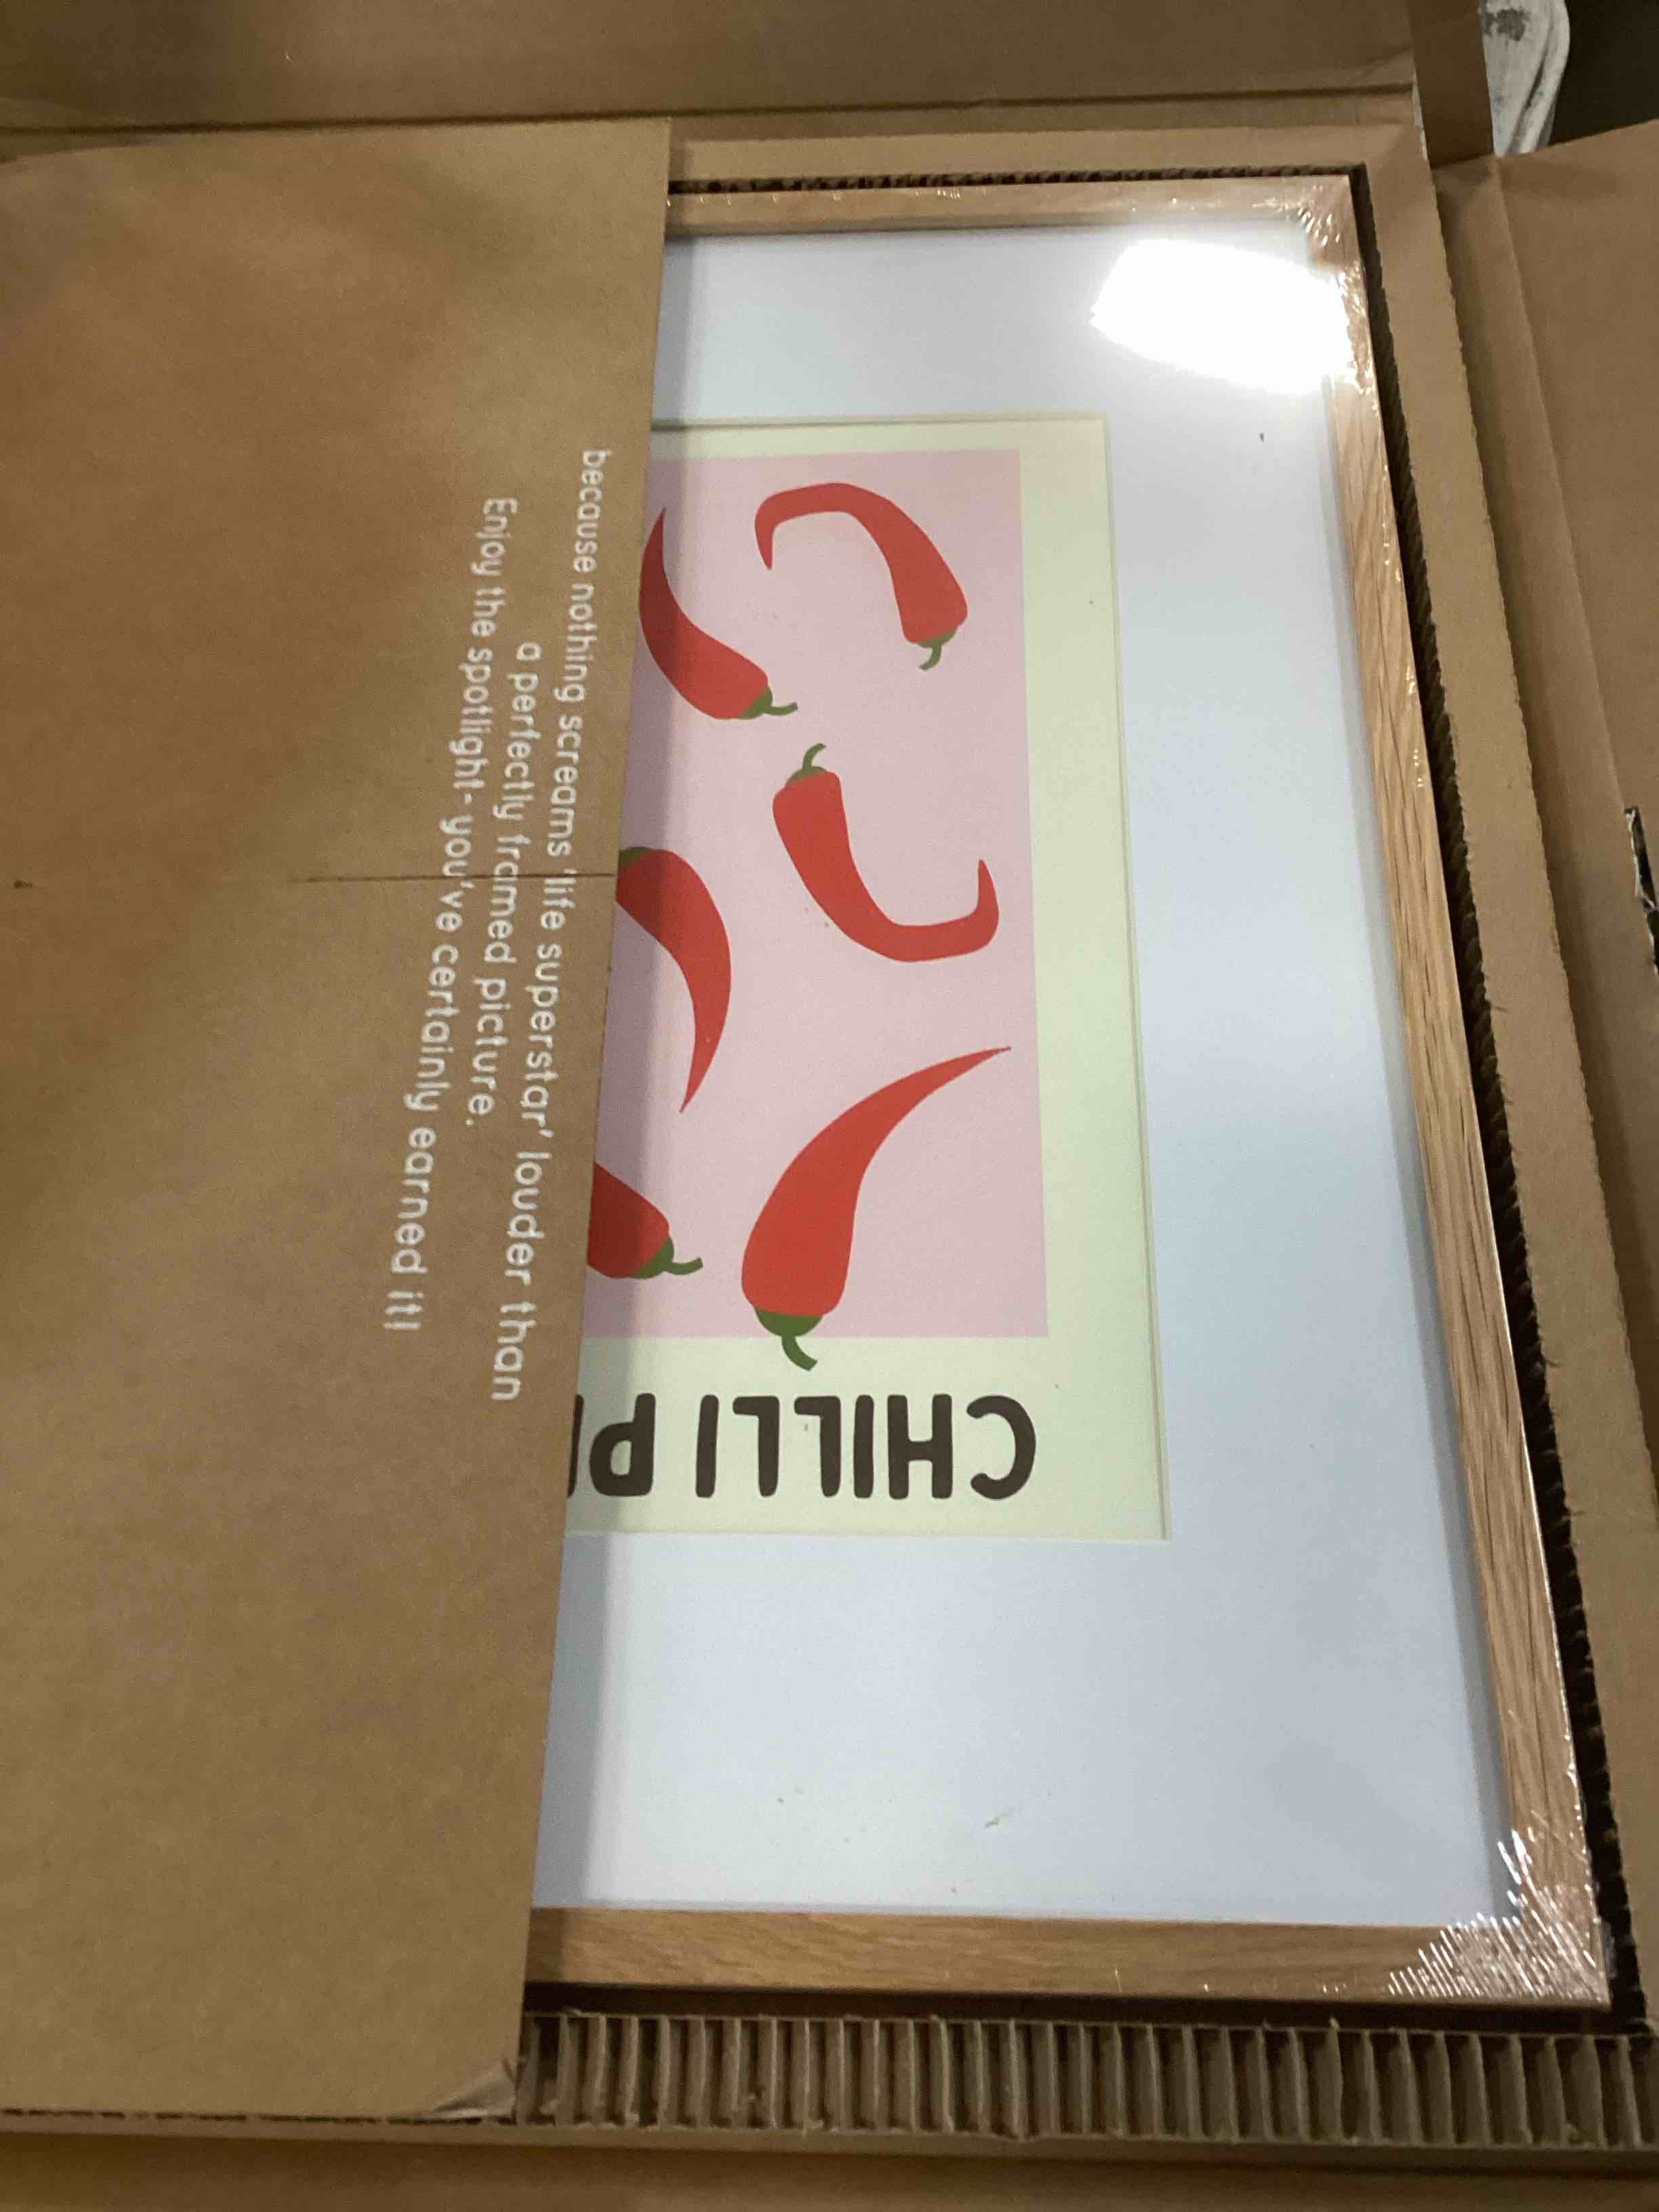 because nothing screams 'life superstar' louder than
a perfectly framed picture.
Enjoy the spotlight- you've certainly earned it!
CHILLI P